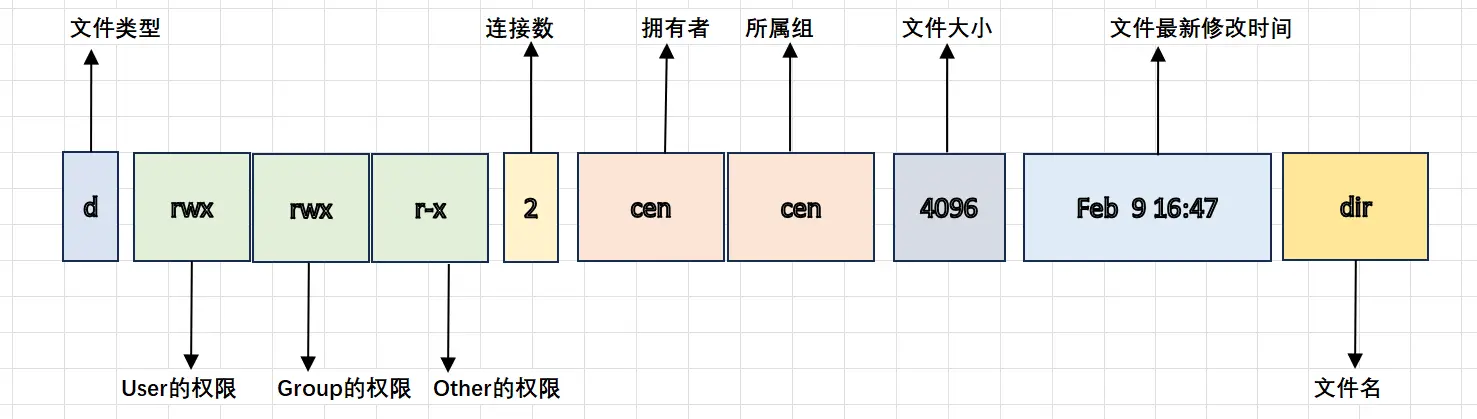 文件类型 连接数 拥有者 所属组 文件大小 文件最新修改时间
d rwx rwx r-x 2 cen cen 4096 Feb 9 16:47 dir
User的权限 Group的权限 Other的权限 文件名